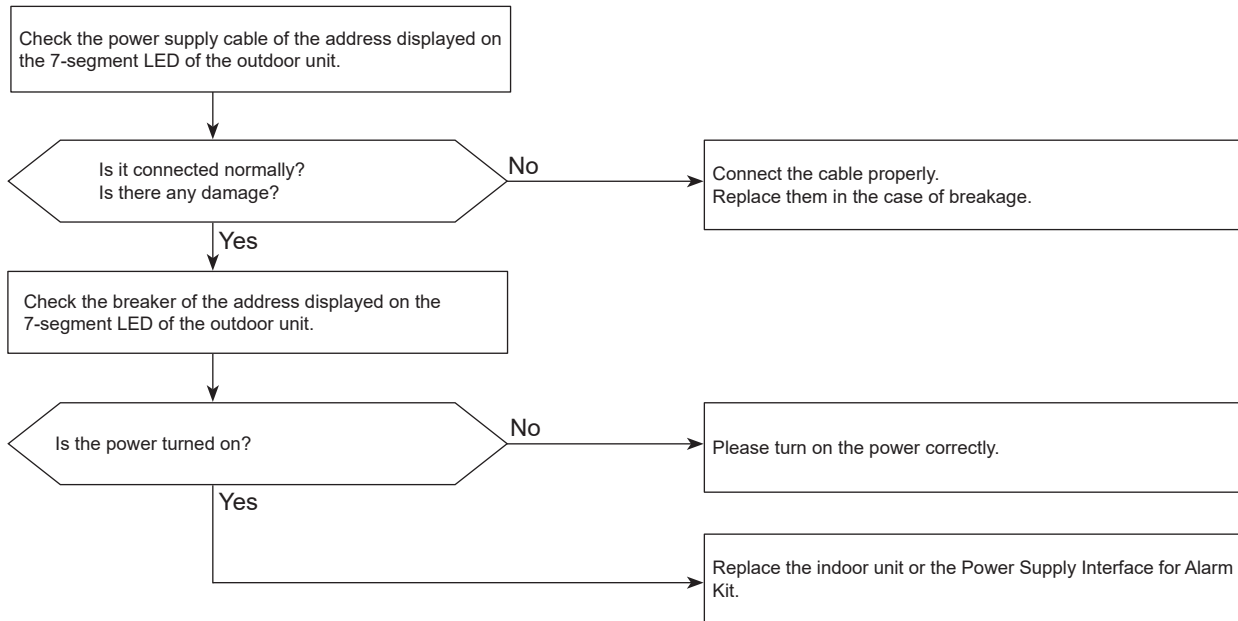 Check the power supply cable of the address displayed on
the 7-segment LED of the outdoor unit.
Is it connected normally?
Is there any damage?
No
Connect the cable properly.
Replace them in the case of breakage.
Yes
Check the breaker of the address displayed on the
7-segment LED of the outdoor unit.
Is the power turned on?
No
Please turn on the power correctly.
Yes
Replace the indoor unit or the Power Supply Interface for Alarm
Kit.